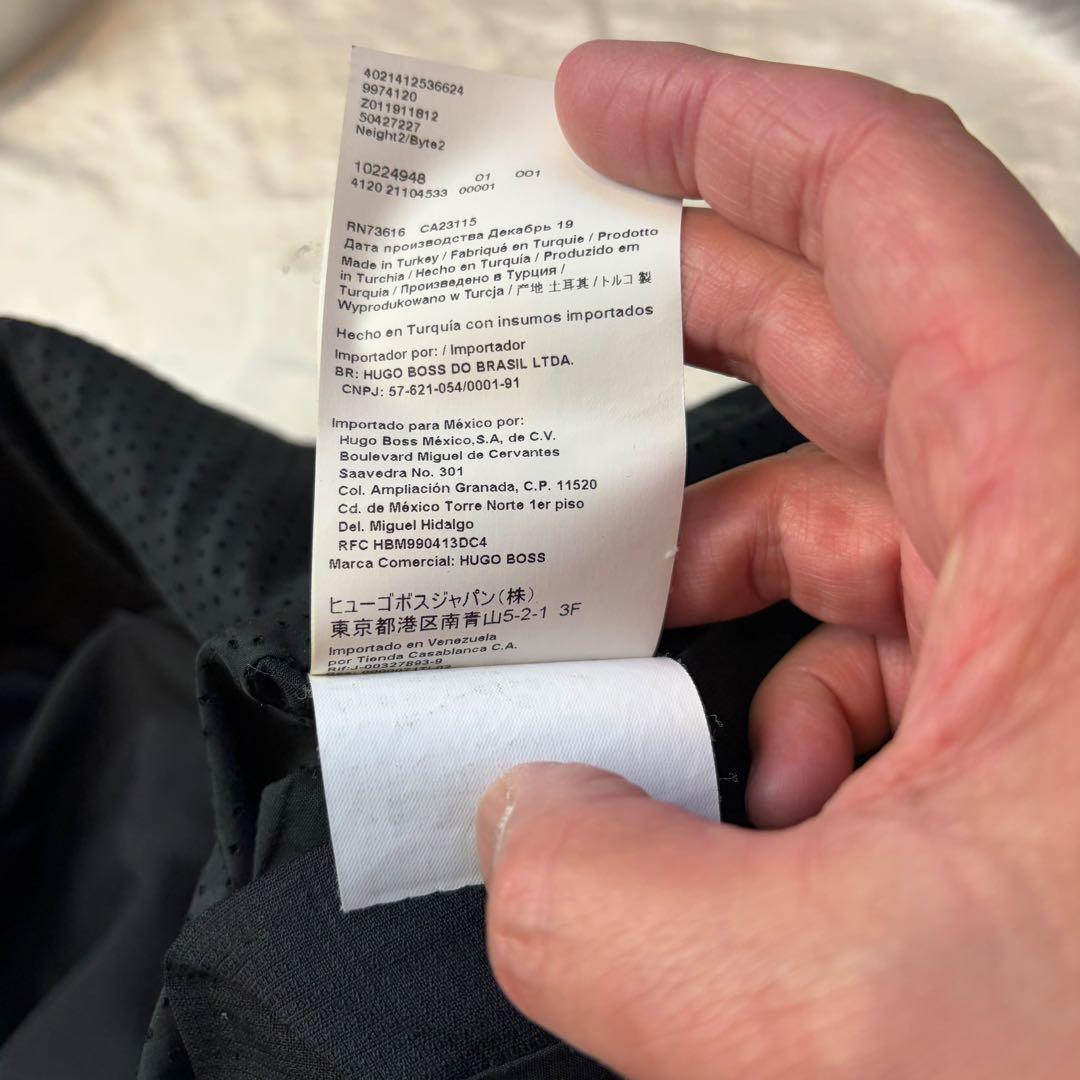 4021412536624
9974120
Z011911812
50427227
Neight2/Byte2
10224948 01 001
4120 21104533 00001
RN73616 CA23115
Дата производства Декабрь 19
Made in Turkey / Fabriqué en Turquie / Prodotto
in Turchia / Hecho en Turquía / Produzido em
Turquia / Произведено в Турции /
Wyprodukowano w Turcja / 产地 土耳其 / トルコ 製
Hecho en Turquía con insumos importados
Importador por: / Importador
BR: HUGO BOSS DO BRASIL LTDA.
CNPJ: 57-621-054/0001-91
Importado para México por:
Hugo Boss México,S.A, de C.V.
Boulevard Miguel de Cervantes
Saavedra No. 301
Col. Ampliación Granada, C.P. 11520
Cd. de México Torre Norte 1er piso
Del. Miguel Hidalgo
RFC HBM990413DC4
Marca Comercial: HUGO BOSS
ヒューゴボスジャパン(株)
東京都港区南青山5-2-1 3F
Importado en Venezuela
por Tienda Casablanca C.A.
Rif:J-00327893-9